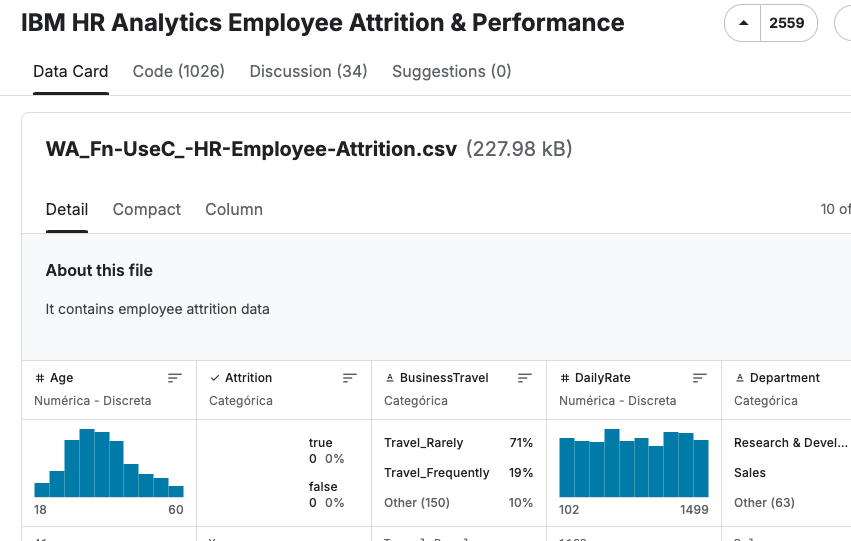 IBM HR Analytics Employee Attrition & Performance
2559
Data Card Code (1026) Discussion (34) Suggestions (0)
WA_Fn-UseC_-HR-Employee-Attrition.csv (227.98 kB)
Detail Compact Column
10 of
About this file
It contains employee attrition data
# Age
Numérica - Discreta
18 60
Attrition
Categórica
true
0 0%
false
0 0%
A BusinessTravel
Categórica
Travel_Rarely 71%
Travel_Frequently 19%
Other (150) 10%
# DailyRate
Numérica - Discreta
102 1499
A Department
Categórica
Research & Devel...
Sales
Other (63)